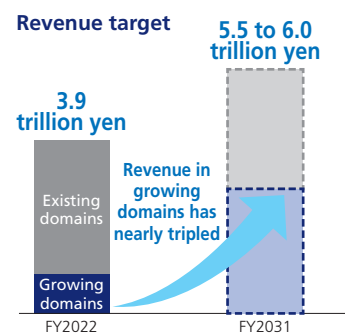 Revenue target
5.5 to 6.0
trillion yen
3.9
trillion yen
Revenue in
growing
domains has
nearly tripled
Existing
domains
Growing
domains
FY2022
FY2031